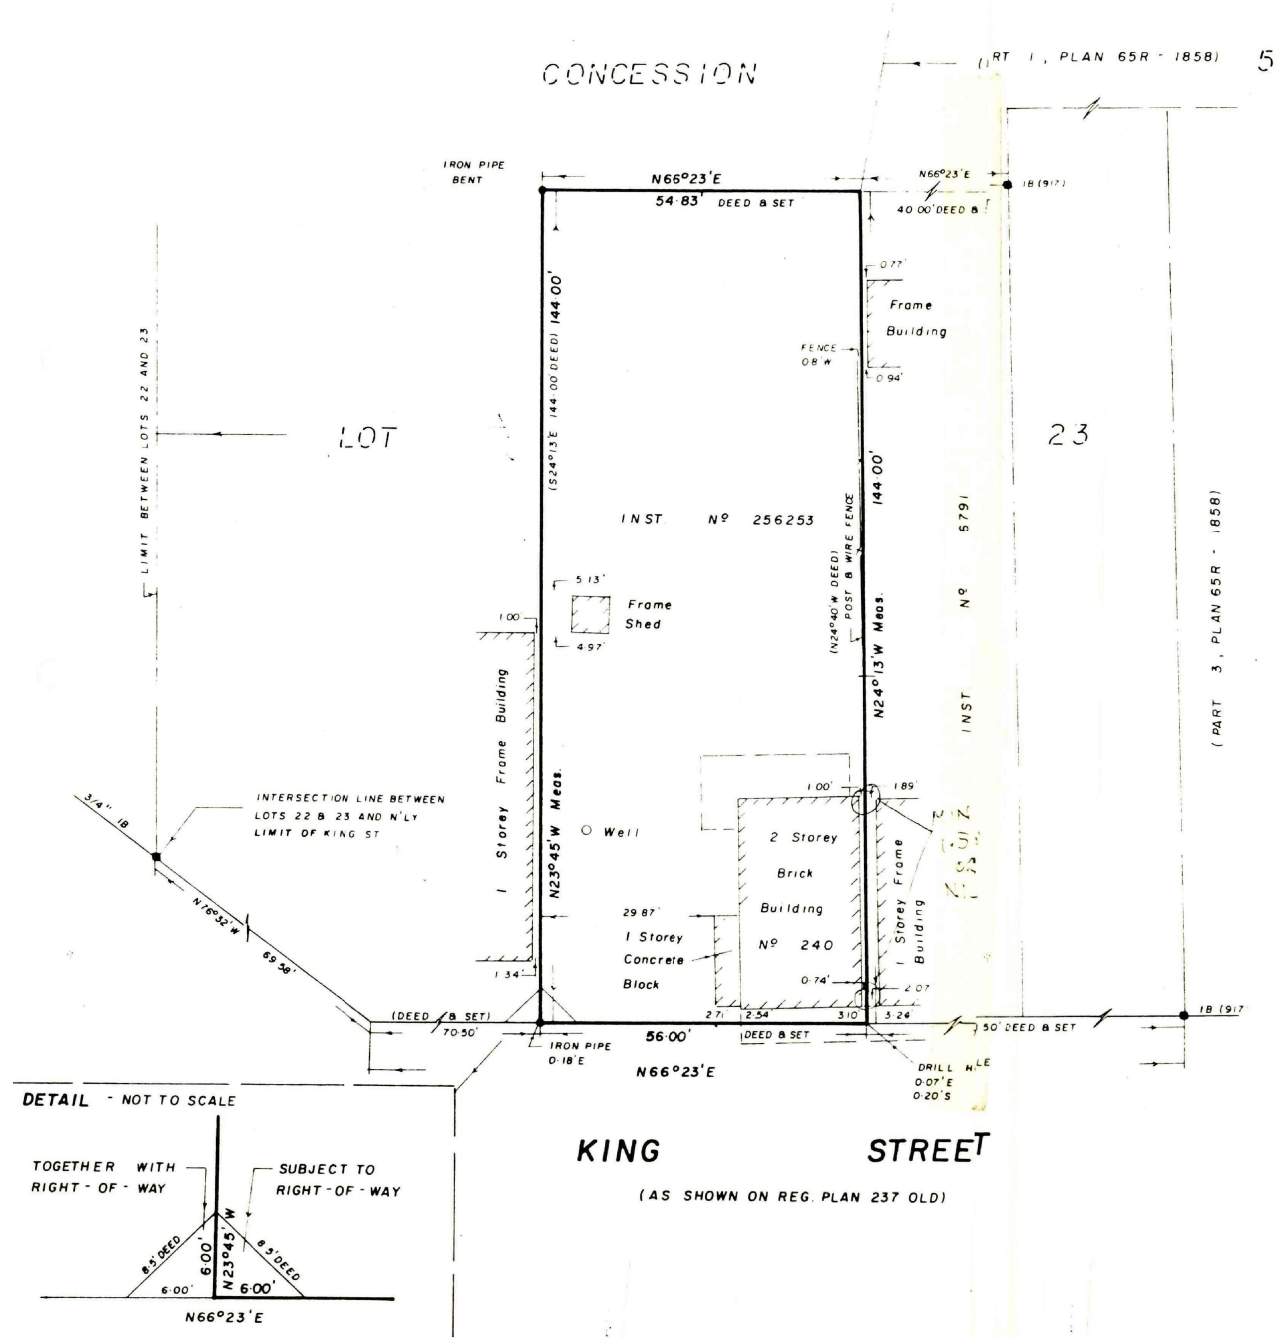 CONCESSION
RT 1, PLAN 65R - 1858)
5
IRON PIPE
BENT
N66°23'E
54.83' DEED & SET
N66°23'E
40.00' DEED &
IB (917)
0.77'
Frame
Building
0.94'
FENCE
0.8'W
LIMIT BETWEEN LOTS 22 AND 23
LOT
23
(S24°13'E 144.00' DEED) 144.00'
144.00'
INST. Nº 256253
(N24°40'W DEED)
POST & WIRE FENCE
N24°13'W Meas.
INST Nº 5791
(PART 3, PLAN 65R - 1858)
5.13'
Frame
Shed
4.97'
1.00'
1 Storey Frame Building
1.34'
N23°45'W Meas.
Well
3/4" IB
INTERSECTION LINE BETWEEN
LOTS 22 & 23 AND N'LY
LIMIT OF KING ST
N76°32'W
69.58'
1.00'
1.89'
2 Storey
Brick
Building
Nº 240
1 Storey Frame
Building
29.87'
1 Storey
Concrete
Block
0.74'
2.07
2.71' 2.54 3.10' 3.24'
(DEED & SET)
70.50'
IRON PIPE
0.18'E
56.00' DEED & SET
N66°23'E
50' DEED & SET
IB (917
DRILL H LE
0.07'E
0.20'S
DETAIL - NOT TO SCALE
TOGETHER WITH
RIGHT-OF-WAY
SUBJECT TO
RIGHT-OF-WAY
8.5' DEED
6.00'
N23°45'W
8.5' DEED
6.00'
6.00'
N66°23'E
KING STREET
(AS SHOWN ON REG. PLAN 237 OLD)